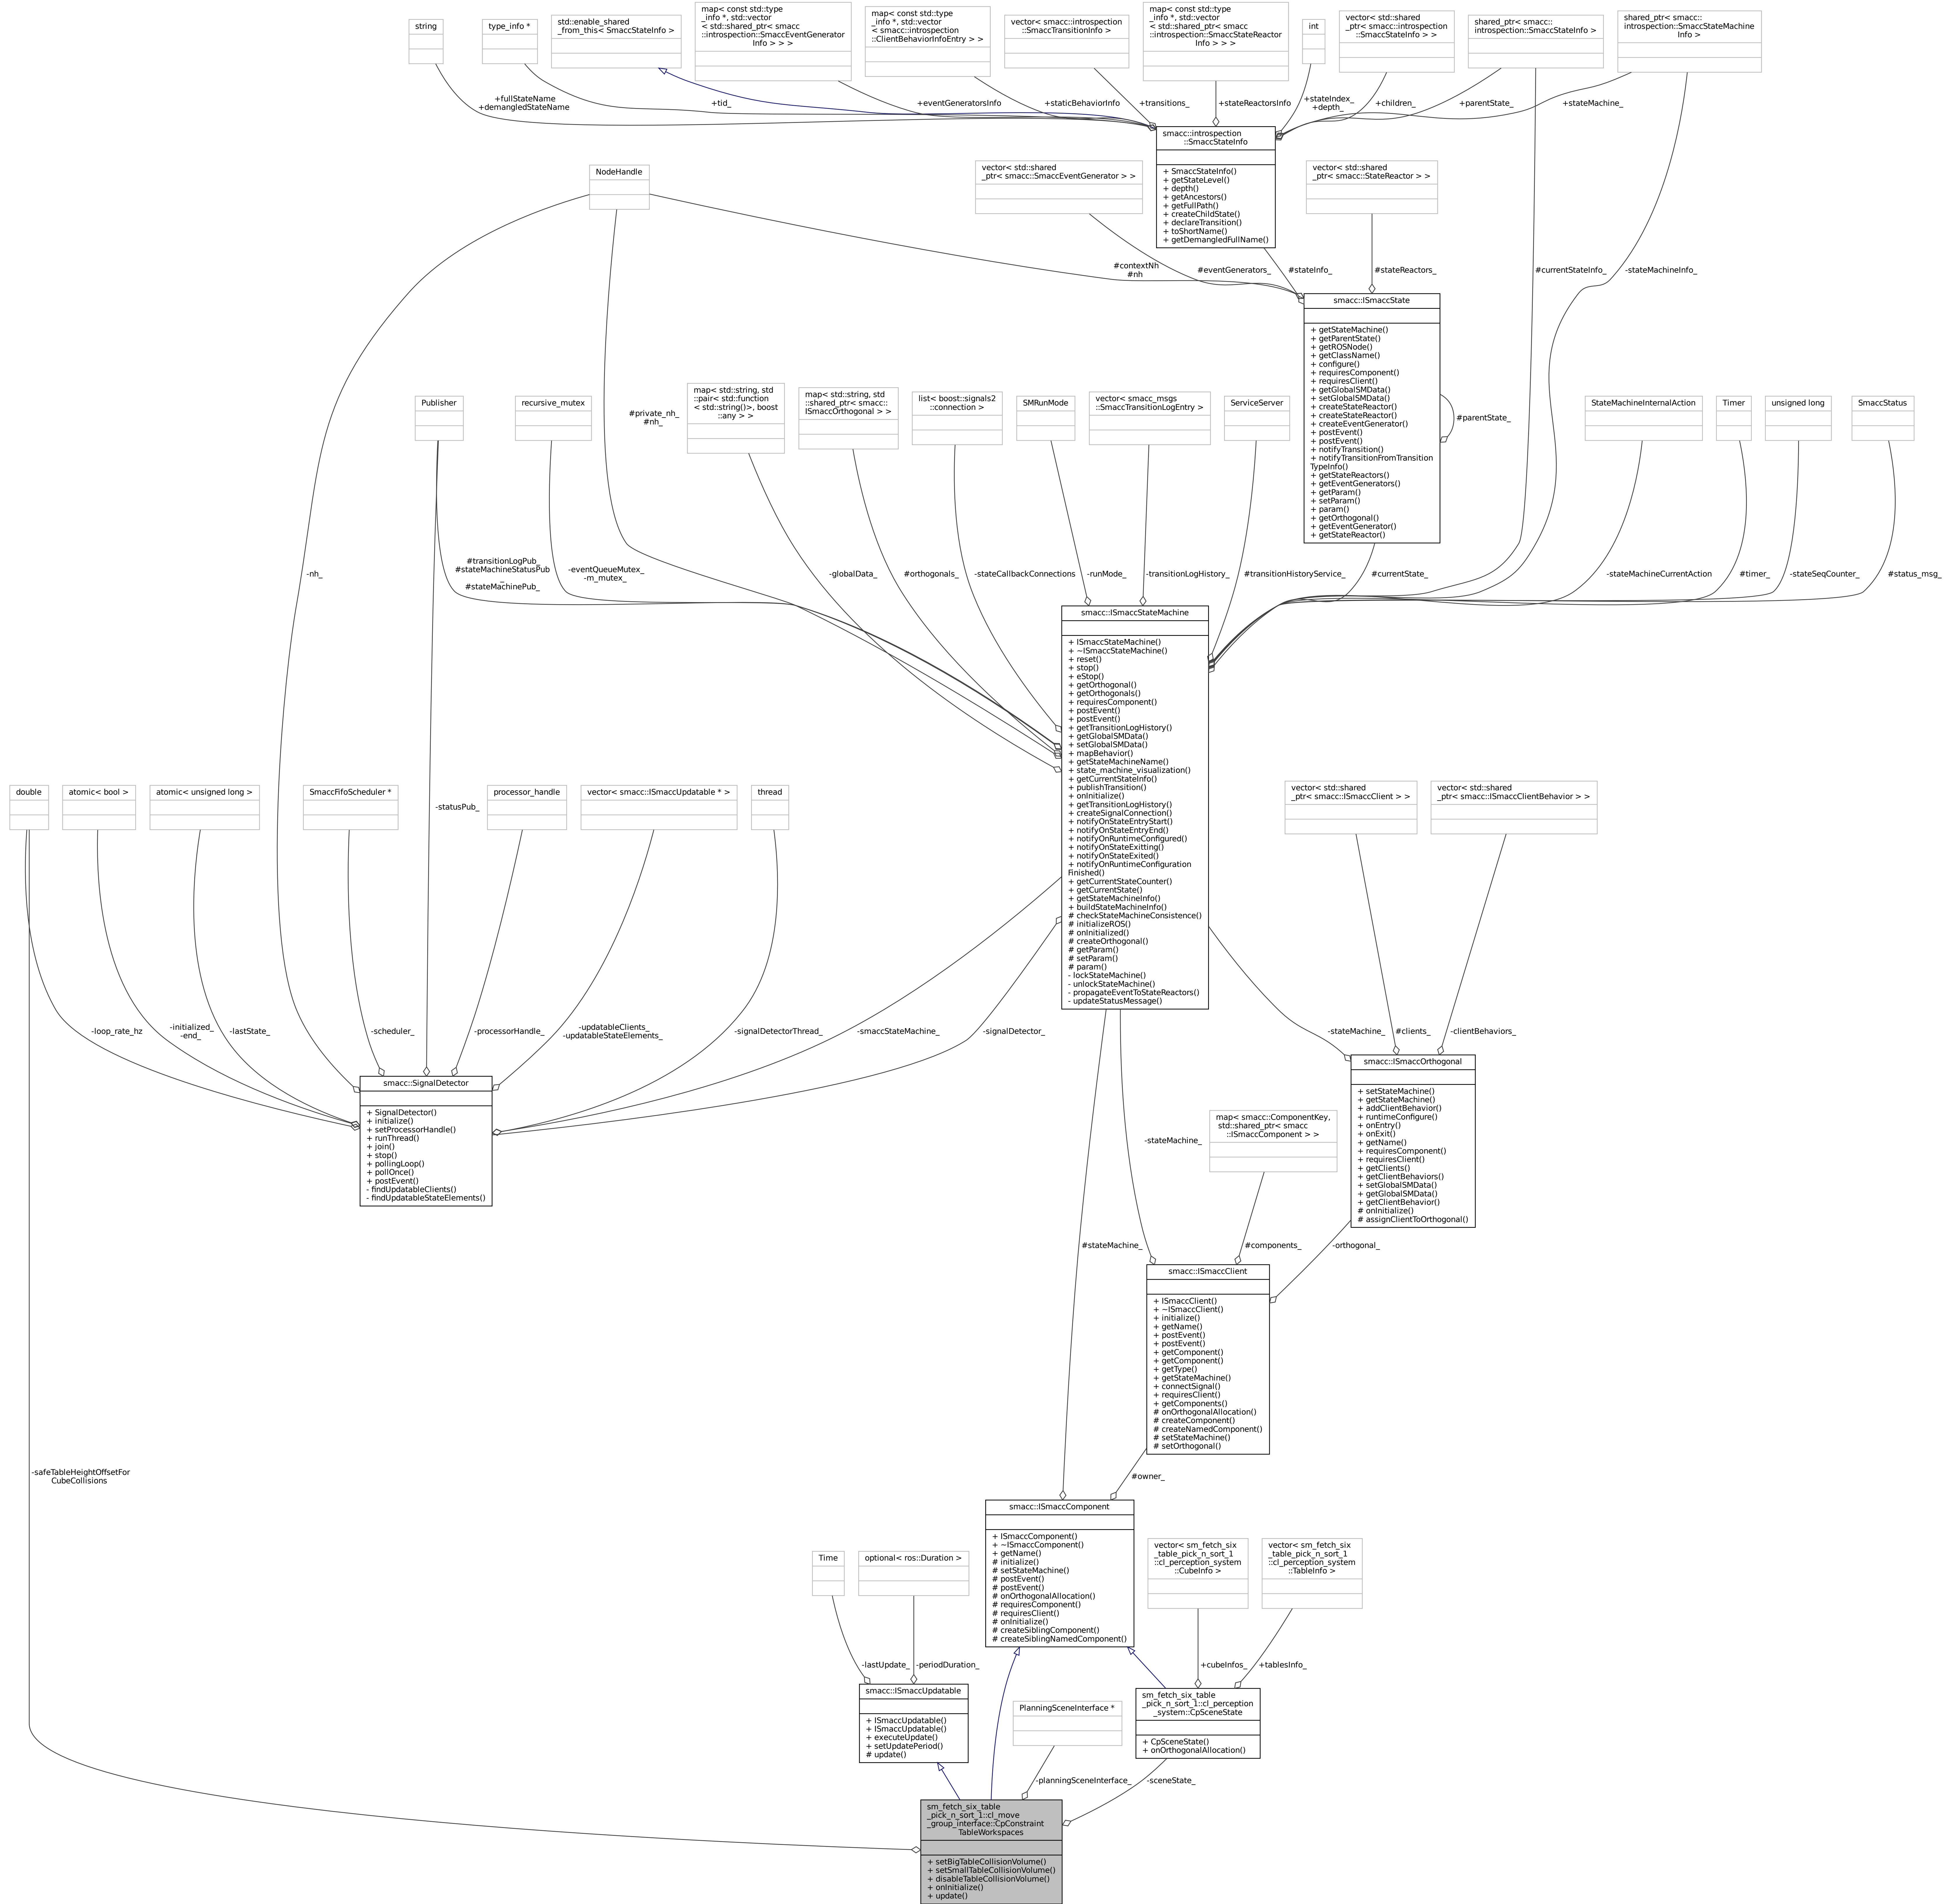 string
type_info *
std::enable_shared
_from_this< SmaccStateInfo >
map< const std::type
_info *, std::vector
< std::shared_ptr< smacc
::introspection::SmaccEventGenerator
Info > > >
map< const std::type
_info *, std::vector
< smacc::introspection
::ClientBehaviorInfoEntry > >
vector< smacc::introspection
::SmaccTransitionInfo >
map< const std::type
_info *, std::vector
< std::shared_ptr< smacc
::introspection::SmaccStateReactor
Info > > >
int
vector< std::shared
_ptr< smacc::introspection
::SmaccStateInfo > >
shared_ptr< smacc::
introspection::SmaccStateInfo >
shared_ptr< smacc::
introspection::SmaccStateMachine
Info >
+fullStateName
+demangledStateName
+tid_
+eventGeneratorsInfo
+staticBehaviorInfo
+transitions_
+stateReactorsInfo
+stateIndex_
+depth_
+children_
+parentState_
+stateMachine_
smacc::introspection
::SmaccStateInfo
+ SmaccStateInfo()
+ getStateLevel()
+ depth()
+ getAncestors()
+ getFullPath()
+ createChildState()
+ declareTransition()
+ toShortName()
+ getDemangledFullName()
NodeHandle
vector< std::shared
_ptr< smacc::SmaccEventGenerator > >
vector< std::shared
_ptr< smacc::StateReactor > >
#contextNh
#nh
#eventGenerators_
#stateInfo_
#stateReactors_
#currentStateInfo_
-stateMachineInfo_
smacc::ISmaccState
+ getStateMachine()
+ getParentState()
+ getROSNode()
+ getClassName()
+ configure()
+ requiresComponent()
+ requiresClient()
+ getGlobalSMData()
+ setGlobalSMData()
+ createStateReactor()
+ createStateReactor()
+ createEventGenerator()
+ postEvent()
+ postEvent()
+ notifyTransition()
+ notifyTransitionFromTransition
TypeInfo()
+ getStateReactors()
+ getEventGenerators()
+ getParam()
+ setParam()
+ param()
+ getOrthogonal()
+ getEventGenerator()
+ getStateReactor()
#parentState_
Publisher
recursive_mutex
#private_nh_
#nh_
map< std::string, std
::pair< std::function
< std::string()>, boost
::any > >
map< std::string, std
::shared_ptr< smacc::
ISmaccOrthogonal > >
list< boost::signals2
::connection >
SMRunMode
vector< smacc_msgs
::SmaccTransitionLogEntry >
ServiceServer
StateMachineInternalAction
Timer
unsigned long
SmaccStatus
-nh_
#transitionLogPub_
#stateMachineStatusPub
_
#stateMachinePub_
-eventQueueMutex_
-m_mutex_
-globalData_
#orthogonals_
-stateCallbackConnections
-runMode_
-transitionLogHistory_
#transitionHistoryService_
#currentState_
-stateMachineCurrentAction
#timer_
-stateSeqCounter_
#status_msg_
smacc::ISmaccStateMachine
+ ISmaccStateMachine()
+ ~ISmaccStateMachine()
+ reset()
+ stop()
+ eStop()
+ getOrthogonal()
+ getOrthogonals()
+ requiresComponent()
+ postEvent()
+ postEvent()
+ getTransitionLogHistory()
+ getGlobalSMData()
+ setGlobalSMData()
+ mapBehavior()
+ getStateMachineName()
+ state_machine_visualization()
+ getCurrentStateInfo()
+ publishTransition()
+ onInitialize()
+ getTransitionLogHistory()
+ createSignalConnection()
+ notifyOnStateEntryStart()
+ notifyOnStateEntryEnd()
+ notifyOnRuntimeConfigured()
+ notifyOnStateExitting()
+ notifyOnStateExited()
+ notifyOnRuntimeConfiguration
Finished()
+ getCurrentStateCounter()
+ getCurrentState()
+ getStateMachineInfo()
+ buildStateMachineInfo()
# checkStateMachineConsistence()
# initializeROS()
# onInitialized()
# createOrthogonal()
# getParam()
# setParam()
# param()
- lockStateMachine()
- unlockStateMachine()
- propagateEventToStateReactors()
- updateStatusMessage()
double
atomic< bool >
atomic< unsigned long >
SmaccFifoScheduler *
processor_handle
vector< smacc::ISmaccUpdatable * >
thread
-statusPub_
vector< std::shared
_ptr< smacc::ISmaccClient > >
vector< std::shared
_ptr< smacc::ISmaccClientBehavior > >
-loop_rate_hz
-initialized_
-end_
-lastState_
-scheduler_
-processorHandle_
-updatableClients_
-updatableStateElements_
-signalDetectorThread_
-smaccStateMachine_
-signalDetector_
-stateMachine_
#clients_
-clientBehaviors_
smacc::SignalDetector
+ SignalDetector()
+ initialize()
+ setProcessorHandle()
+ runThread()
+ join()
+ stop()
+ pollingLoop()
+ pollOnce()
+ postEvent()
- findUpdatableClients()
- findUpdatableStateElements()
smacc::ISmaccOrthogonal
+ setStateMachine()
+ getStateMachine()
+ addClientBehavior()
+ runtimeConfigure()
+ onEntry()
+ onExit()
+ getName()
+ requiresComponent()
+ requiresClient()
+ getClients()
+ getClientBehaviors()
+ setGlobalSMData()
+ getGlobalSMData()
+ getClientBehavior()
# onInitialize()
# assignClientToOrthogonal()
map< smacc::ComponentKey,
std::shared_ptr< smacc
::ISmaccComponent > >
-stateMachine_
#stateMachine_
#components_
-orthogonal_
smacc::ISmaccClient
+ ISmaccClient()
+ ~ISmaccClient()
+ initialize()
+ getName()
+ postEvent()
+ postEvent()
+ getComponent()
+ getComponent()
+ getType()
+ getStateMachine()
+ connectSignal()
+ requiresClient()
+ getComponents()
# onOrthogonalAllocation()
# createComponent()
# createNamedComponent()
# setStateMachine()
# setOrthogonal()
-safeTableHeightOffsetFor
CubeCollisions
#owner_
smacc::ISmaccComponent
+ ISmaccComponent()
+ ~ISmaccComponent()
+ getName()
# initialize()
# setStateMachine()
# postEvent()
# postEvent()
# onOrthogonalAllocation()
# requiresComponent()
# requiresClient()
# onInitialize()
# createSiblingComponent()
# createSiblingNamedComponent()
Time
optional< ros::Duration >
vector< sm_fetch_six
_table_pick_n_sort_1
::cl_perception_system
::CubeInfo >
vector< sm_fetch_six
_table_pick_n_sort_1
::cl_perception_system
::TableInfo >
-lastUpdate_
-periodDuration_
+cubeInfos_
+tablesInfo_
smacc::ISmaccUpdatable
+ ISmaccUpdatable()
+ ISmaccUpdatable()
+ executeUpdate()
+ setUpdatePeriod()
# update()
PlanningSceneInterface *
sm_fetch_six_table
_pick_n_sort_1::cl_perception
_system::CpSceneState
+ CpSceneState()
+ onOrthogonalAllocation()
-planningSceneInterface_
-sceneState_
sm_fetch_six_table
_pick_n_sort_1::cl_move
_group_interface::CpConstraint
TableWorkspaces
+ setBigTableCollisionVolume()
+ setSmallTableCollisionVolume()
+ disableTableCollisionVolume()
+ onInitialize()
+ update()